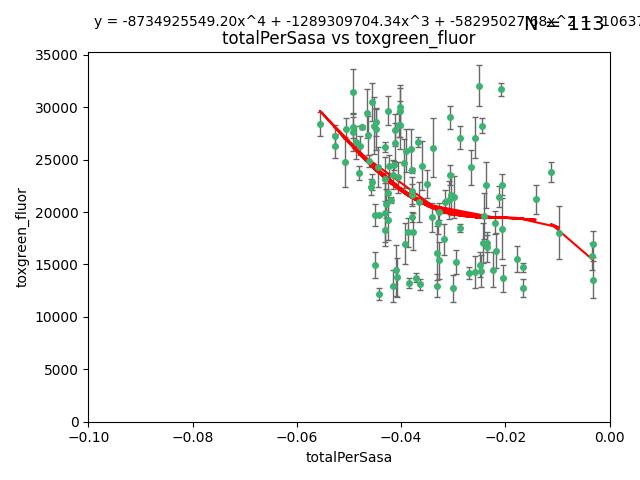 y = -8734925549.20x^4 + -1289309704.34x^3 +
N = 113
totalPerSasa vs toxgreen_fluor
35000
30000
25000
20000
15000
10000
5000
0
toxgreen_fluor
−0.10
−0.08
−0.06
−0.04
−0.02
0.00
totalPerSasa